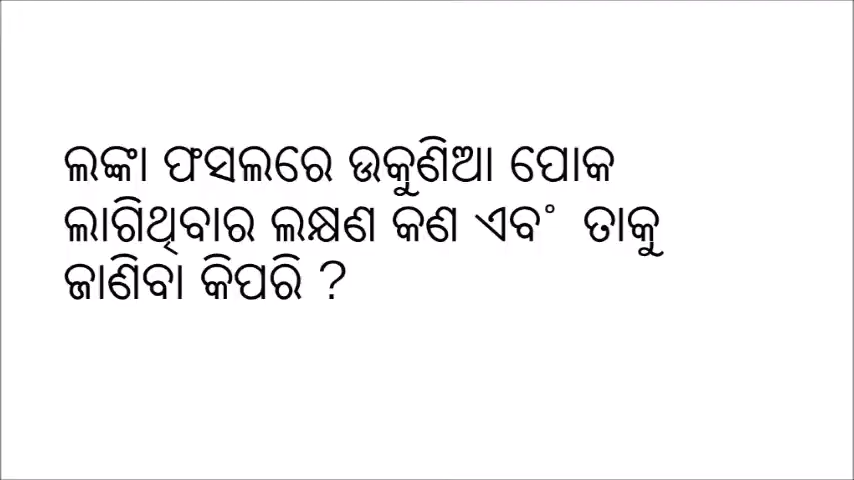 ଲଙ୍କା ଫସଲରେ ଉକୁଣିଆ ପୋକ
ଲାଗିଥିବାର ଲକ୍ଷଣ କଣ ଏବଂ ତାକୁ
ଜାଣିବା କିପରି ?